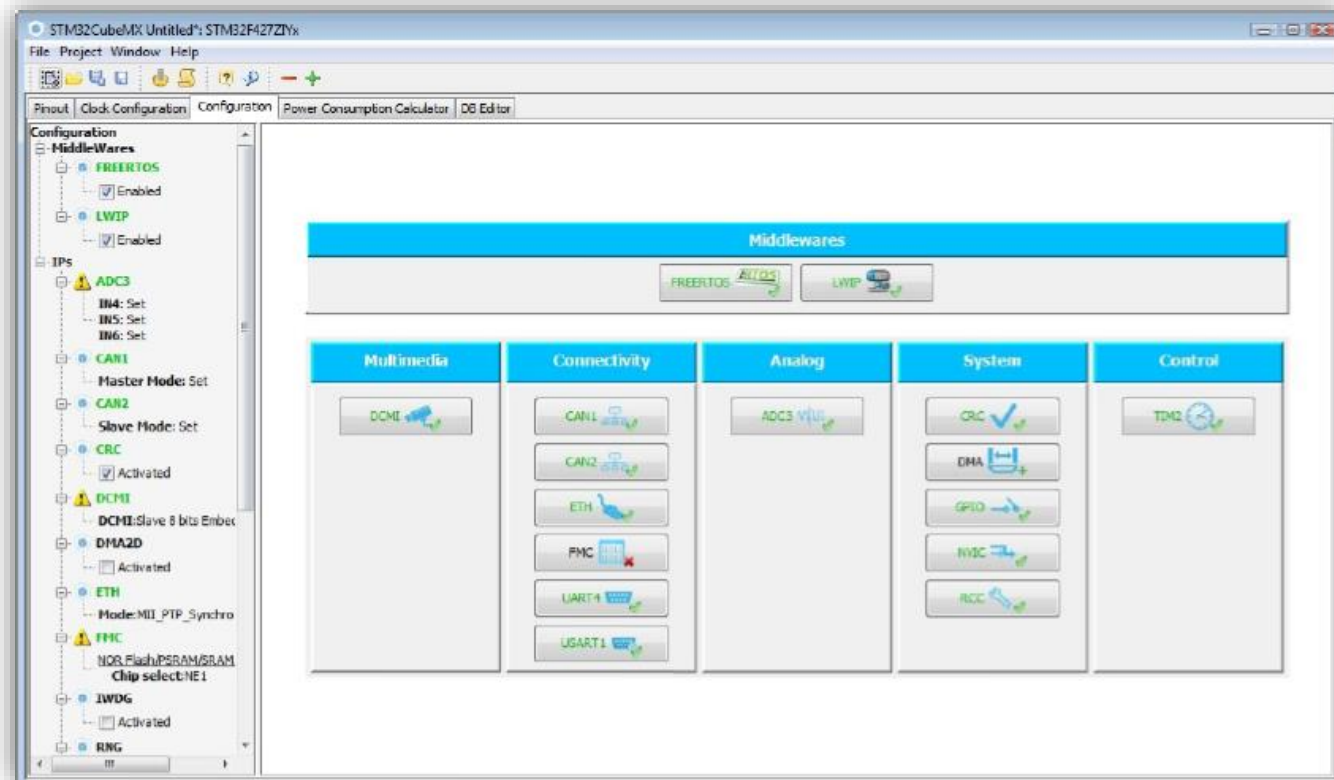 STM32CubeMX Untitled*: STM32F427ZIYx
File Project Window Help
Pinout Clock Configuration Configuration Power Consumption Calculator DB Editor
Configuration
MiddleWares
FREERTOS
Enabled
LWIP
Enabled
IPs
ADC3
IN4: Set
IN5: Set
IN6: Set
CAN1
Master Mode: Set
CAN2
Slave Mode: Set
CRC
Activated
DCMI
DCMI:Slave 8 bits Embec
DMA2D
Activated
ETH
Mode:MII_PTP_Synchro
FMC
NOR Flash/PSRAM/SRAM
Chip select:NE1
IWDG
Activated
RNG
Middlewares
FREERTOS LWIP
Multimedia
DCMI
Connectivity
CAN1
CAN2
ETH
FMC
UART4
USART1
Analog
ADC3
System
CRC
DMA
GPIO
NVIC
RCC
Control
TIM2